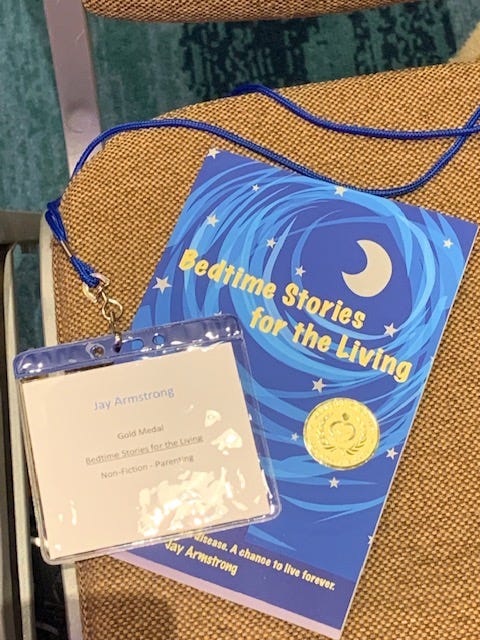 Bedtime Stories
for the Living
disease. A chance to live forever.
Jay Armstrong
Jay Armstrong
Gold Medal
Bedtime Stories for the Living
Non-Fiction - Parenting